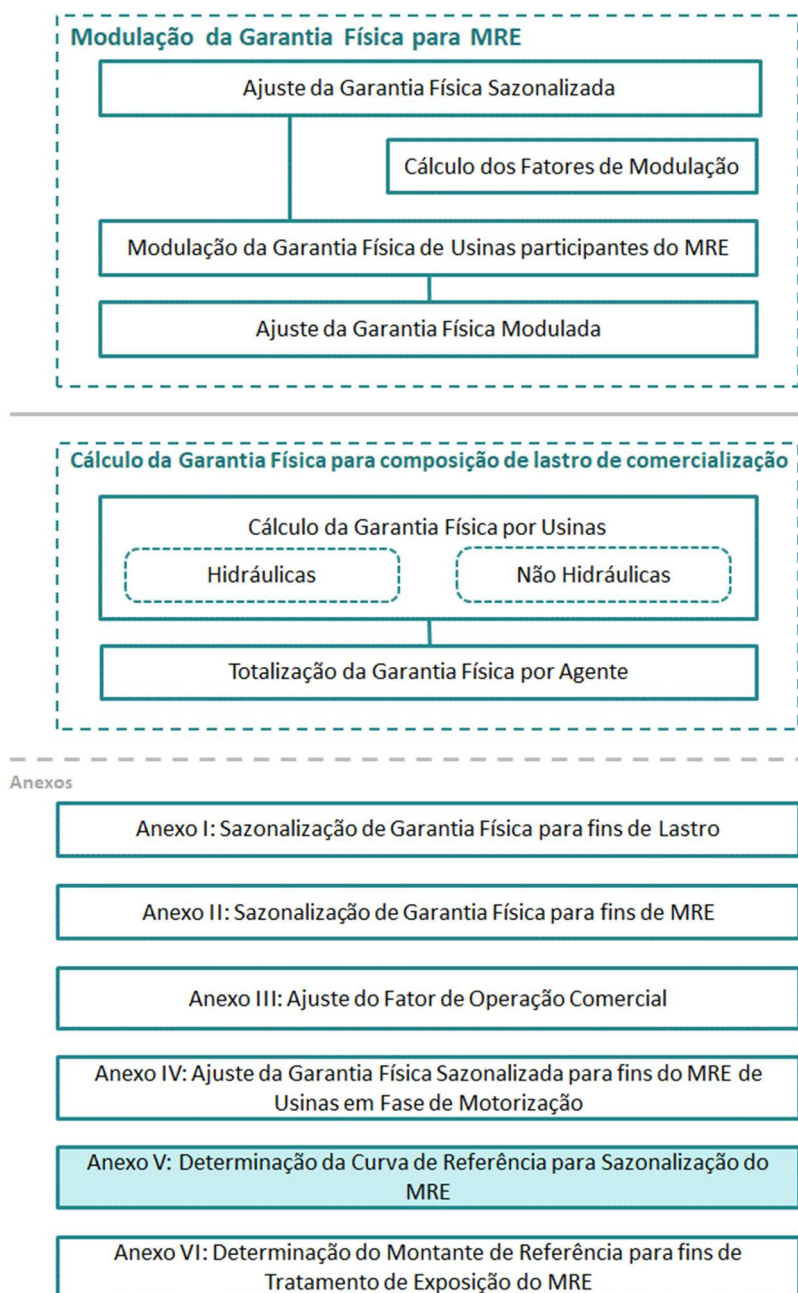 Modulação da Garantia Física para MRE
Ajuste da Garantia Física Sazonalizada
Cálculo dos Fatores de Modulação
Modulação da Garantia Física de Usinas participantes do MRE
Ajuste da Garantia Física Modulada
Cálculo da Garantia Física para composição de lastro de comercialização
Cálculo da Garantia Física por Usinas
Hidráulicas
Não Hidráulicas
Totalização da Garantia Física por Agente
Anexos
Anexo I: Sazonalização de Garantia Física para fins de Lastro
Anexo II: Sazonalização de Garantia Física para fins de MRE
Anexo III: Ajuste do Fator de Operação Comercial
Anexo IV: Ajuste da Garantia Física Sazonalizada para fins do MRE de
Usinas em Fase de Motorização
Anexo V: Determinação da Curva de Referência para Sazonalização do
MRE
Anexo VI: Determinação do Montante de Referência para fins de
Tratamento de Exposição do MRE